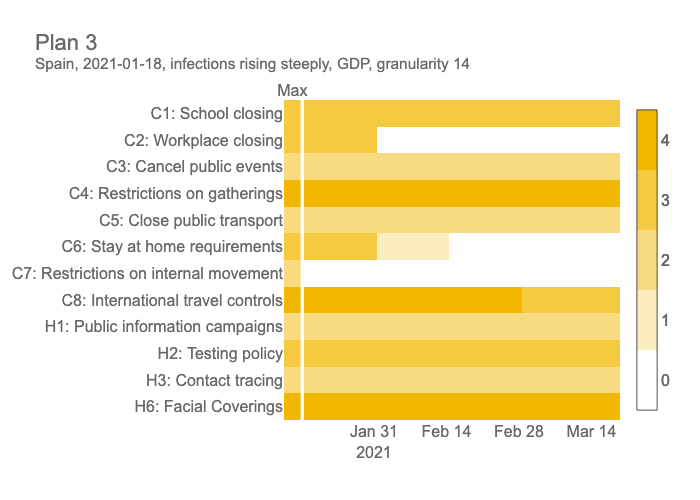 Plan 3
Spain, 2021-01-18, infections rising steeply, GDP, granularity 14
Max
C1: School closing
C2: Workplace closing
C3: Cancel public events
C4: Restrictions on gatherings
C5: Close public transport
C6: Stay at home requirements
C7: Restrictions on internal movement
C8: International travel controls
H1: Public information campaigns
H2: Testing policy
H3: Contact tracing
H6: Facial Coverings
Jan 31 Feb 14 Feb 28 Mar 14
2021
4
3
2
1
0